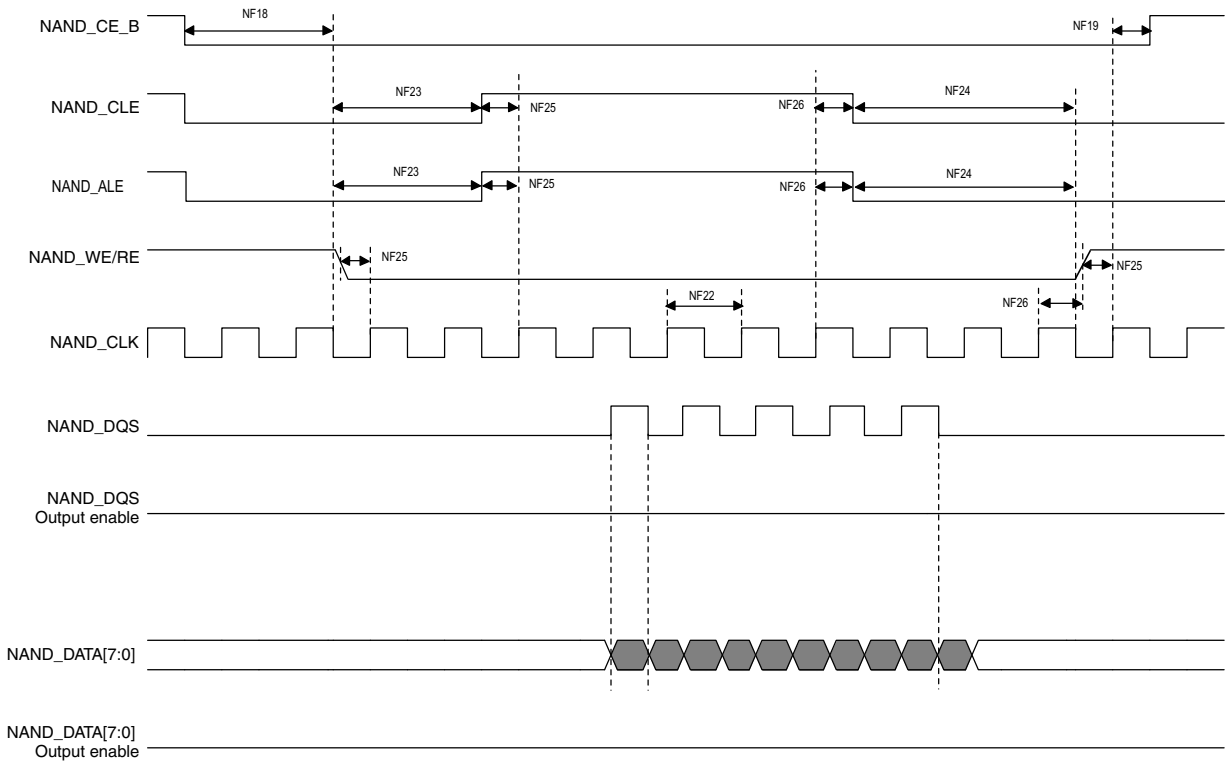 NF18
NAND_CE_B
NF19
NF23
NF24
NAND_CLE
NF25
NF26
NF23
NF24
NAND_ALE
NF25
NF26
NAND_WE/RE
NF25
NF25
NF22
NF26
NAND_CLK
NAND_DQS
NAND_DQS
Output enable
NAND_DATA[7:0]
NAND_DATA[7:0]
Output enable